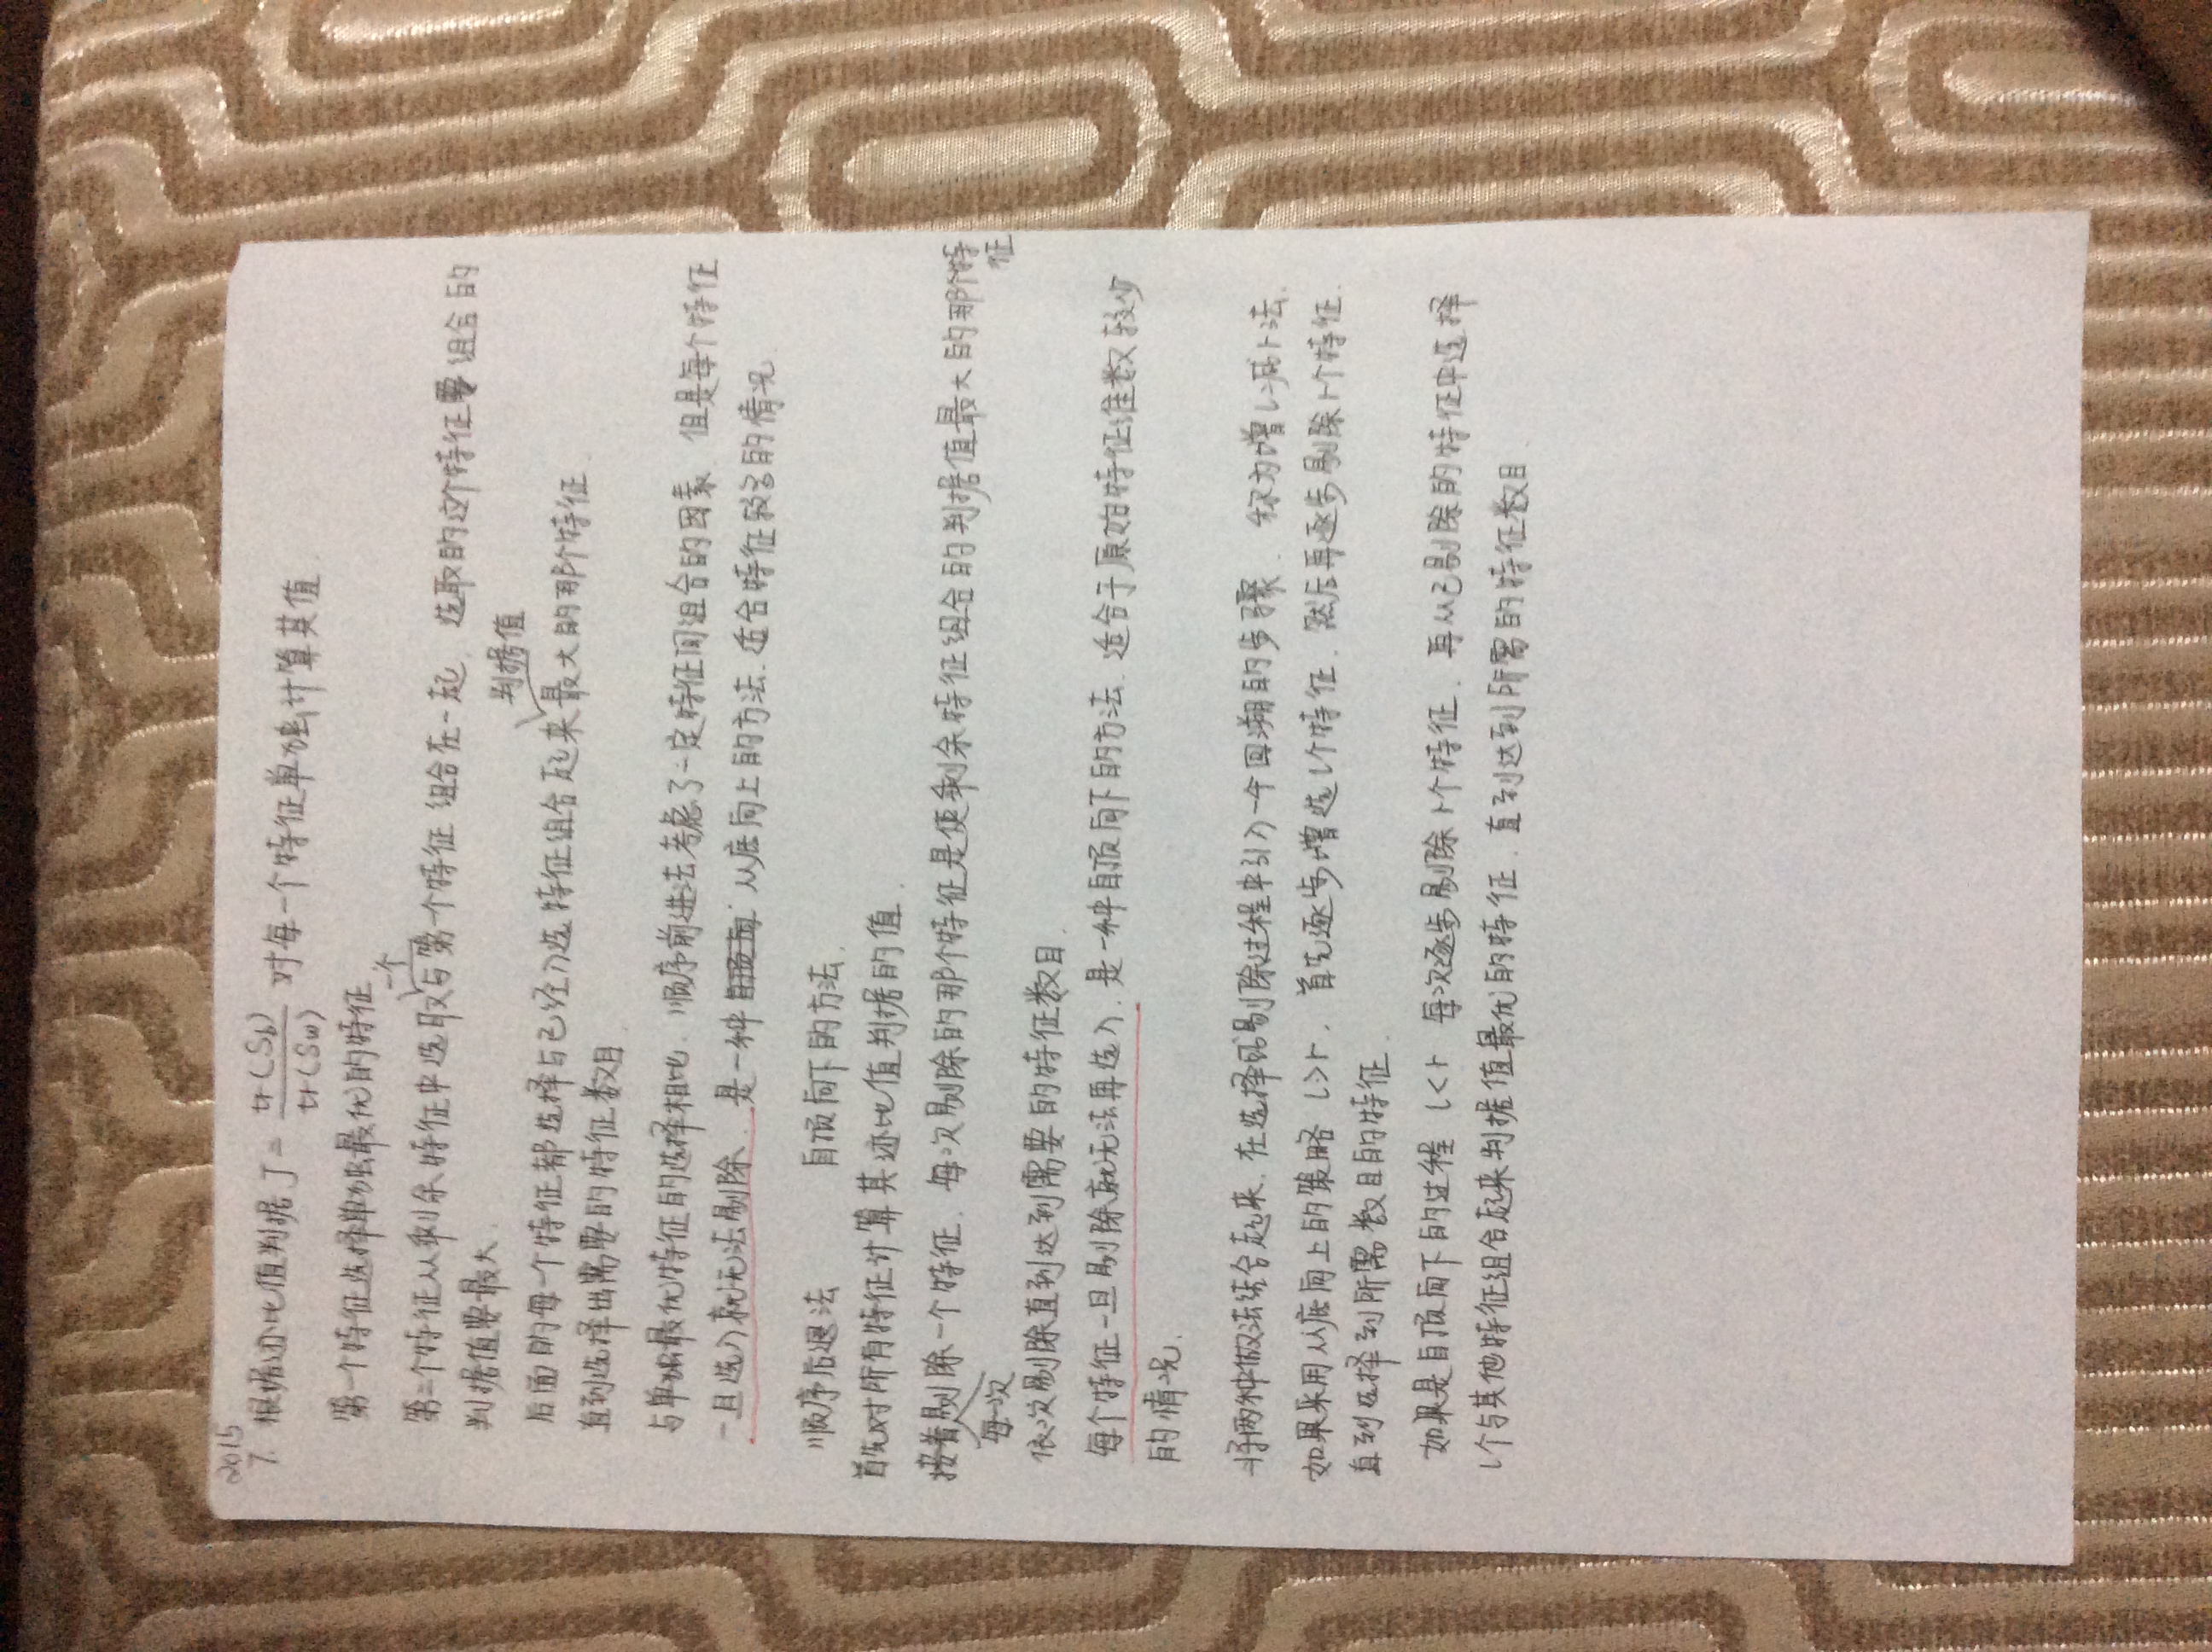 2015
7. 根据迹比值判据 J = tr(Sb)/tr(Sw) 对每一个特征单独计算其值.
第一个特征选择单独最优的特征
第二个特征从剩余特征中选取一个与第一个特征组合在一起. 选取的这个特征要组合的
判据值要最大.
后面的每一个特征都选择与已经入选特征组合起来判据值最大的那个特征.
直到选择出需要的特征数目.
与单独最优特征的选择相比. 顺序前进法考虑了一定特征间组合的因素. 但是每个特征
一旦选入就无法剔除. 是一种 从底向上的方法. 适合特征较多的情况.
顺序后退法 自顶向下的方法.
首先对所有特征计算其迹比值判据的值.
每次剔除一个特征. 每次剔除的那个特征是使剩余特征组合的判据值最大的那个特征
依次剔除直到达到需要的特征数目.
每个特征一旦剔除就无法再选入. 是一种自顶向下的方法. 适合于原始特征维数较少
的情况.
将两种做法结合起来. 在选择或剔除过程中引入一个回溯的步骤. 称为增l减r法.
如果采用从底向上的策略 l>r. 首先逐步增选l个特征. 然后再逐步剔除r个特征.
直到选择到所需数目的特征.
如果是自顶向下的过程 l<r 每次逐步剔除r个特征. 再从已剔除的特征中选择
l个与其他特征组合起来判据值最优的特征. 直到达到所需的特征数目.